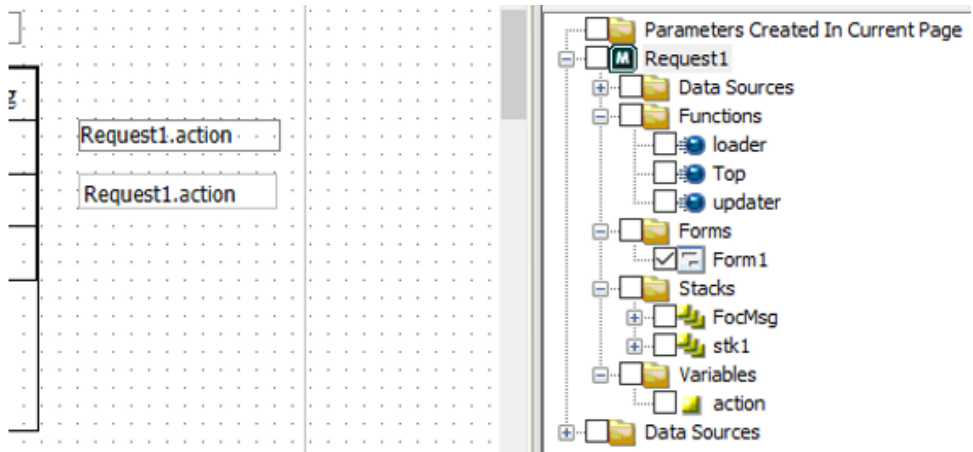 g
Request1.action
Request1.action
Parameters Created In Current Page
M Request1
Data Sources
Functions
loader
Top
updater
Forms
Form1
Stacks
FocMsg
stk1
Variables
action
Data Sources